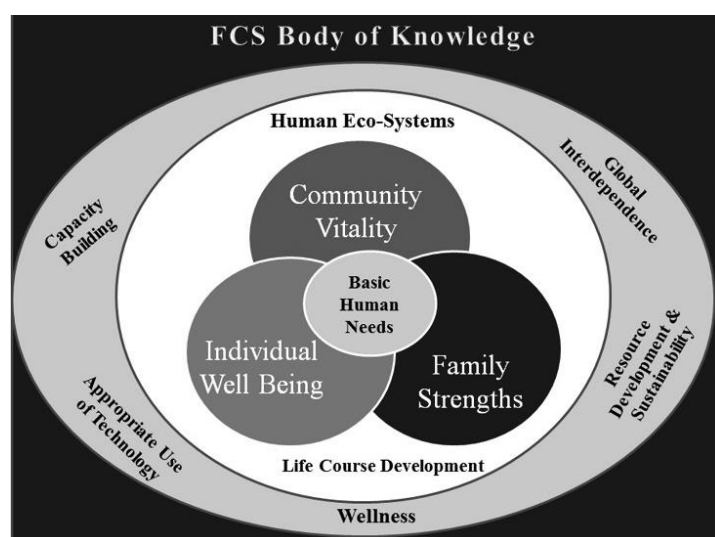 FCS Body of Knowledge
Human Eco-Systems
Global
Interdependence
Community
Vitality
Capacity
Building
Basic
Human
Needs
Individual
Well Being
Family
Strengths
Resource
Development &
Sustainability
Appropriate Use
of Technology
Life Course Development
Wellness